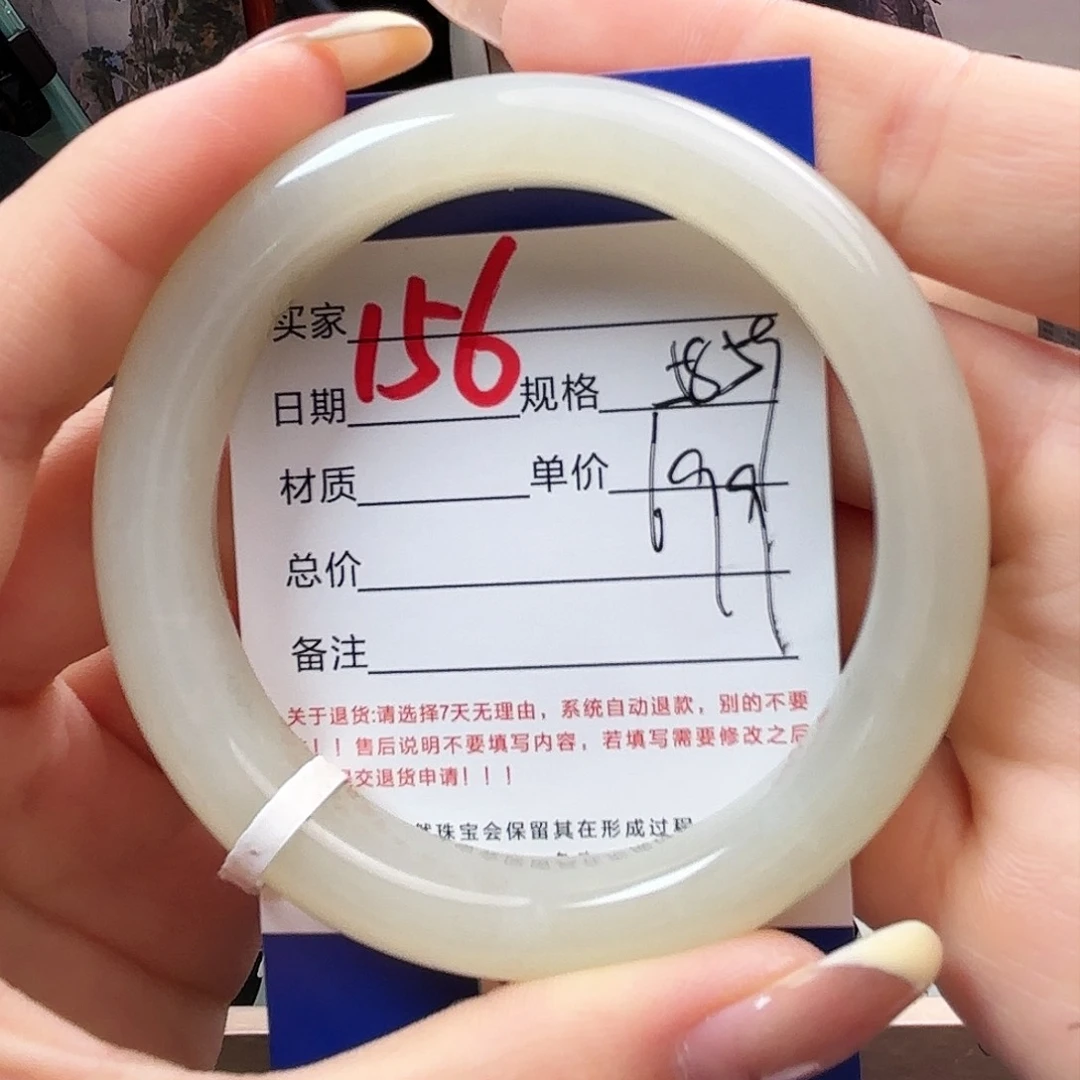 买家 156
日期 规格
材质 单价 199
总价
备注
关于退货:请选择7天无理由，系统自动退款，别的不要
！！售后说明不要填写内容，若填写需要修改之后
交退货申请！！！
然珠宝会保留其在形成过程